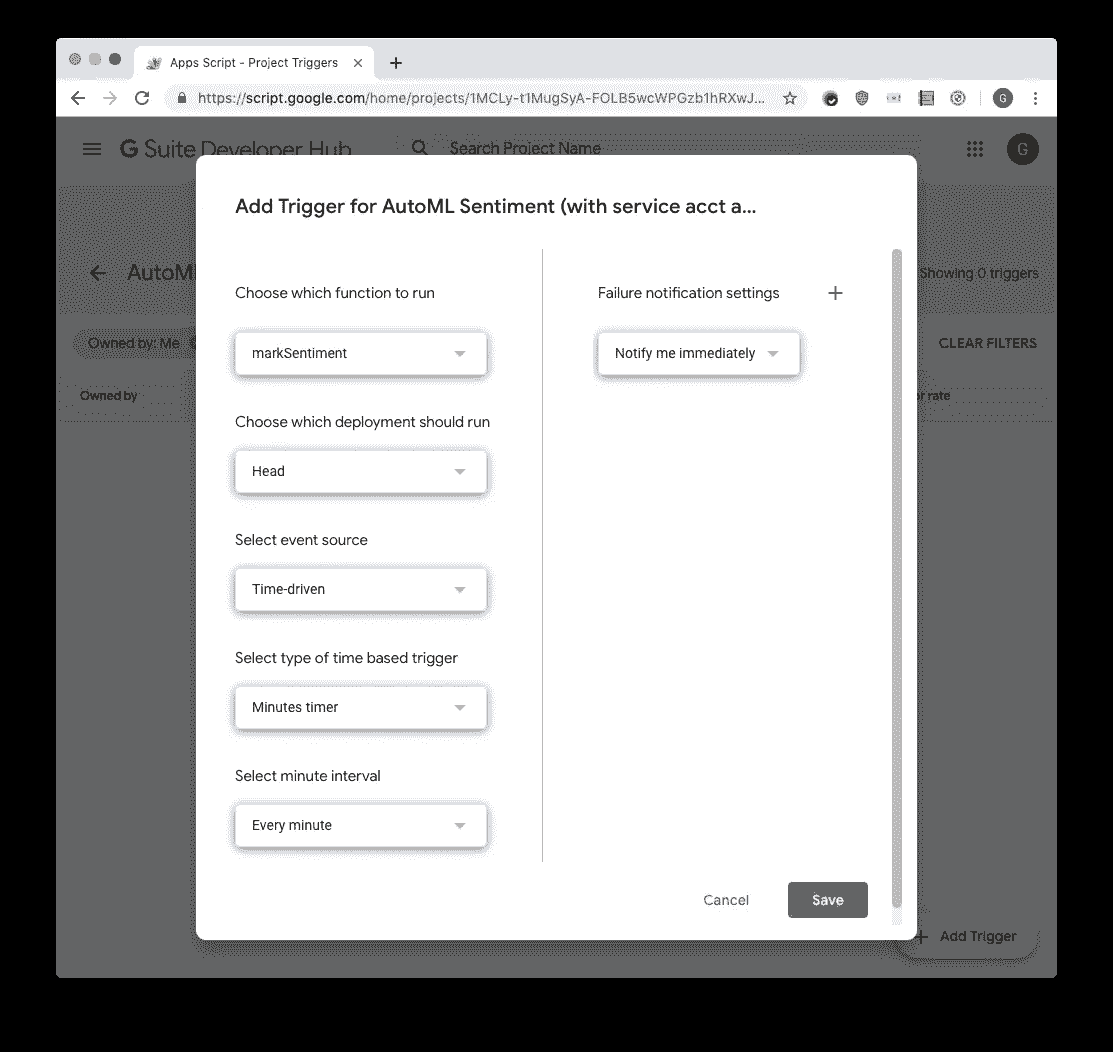 Apps Script - Project Triggers
https://script.google.com/home/projects/1MCLy-t1MugSyA-FOLB5wcWPGzb1hRXwJ...
G
G Suite Developer Hub
Search Project Name
G
Add Trigger for AutoML Sentiment (with service acct a...
AutoML
Showing 0 triggers
Choose which function to run
Failure notification settings
Owned by: Me
markSentiment
Notify me immediately
CLEAR FILTERS
Owned by
rate
Choose which deployment should run
Head
Select event source
Time-driven
Select type of time based trigger
Minutes timer
Select minute interval
Every minute
Cancel
Save
Add Trigger